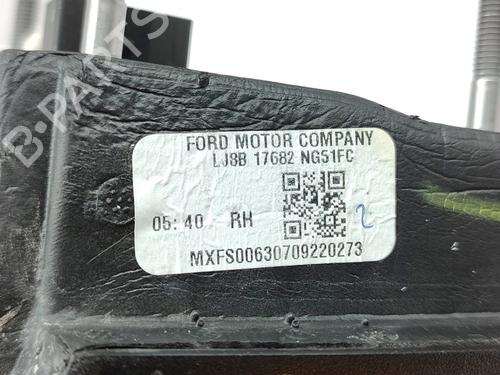 B-PARTS
FORD MOTOR COMPANY
LJ8B 17682 NG51FC
05:40 RH
2
MXFS00630709220273